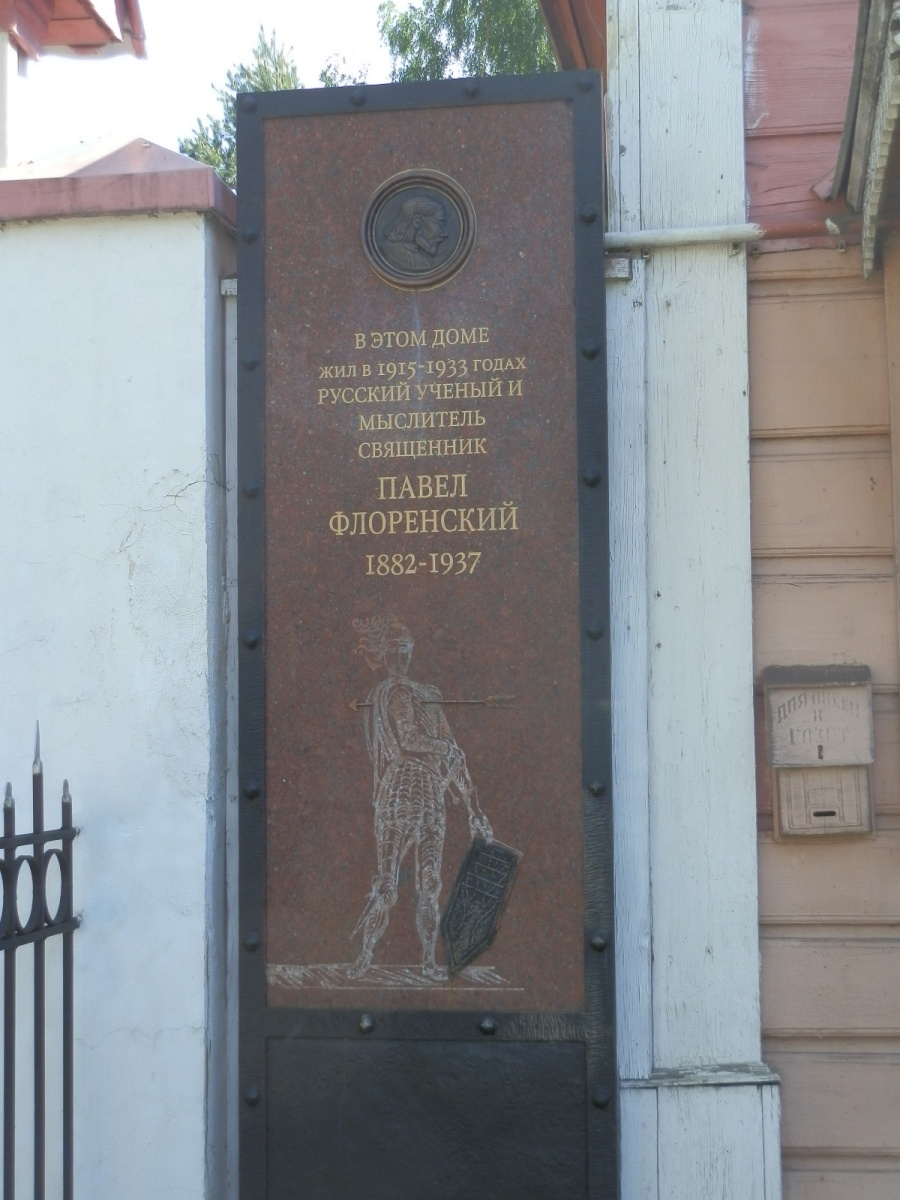 В ЭТОМ ДОМЕ
ЖИЛ В 1915-1933 ГОДАХ
РУССКИЙ УЧЕНЫЙ И
МЫСЛИТЕЛЬ
СВЯЩЕННИК
ПАВЕЛ
ФЛОРЕНСКИЙ
1882-1937
ДЛЯ ПИСЕМ
И
ГАЗЕТ